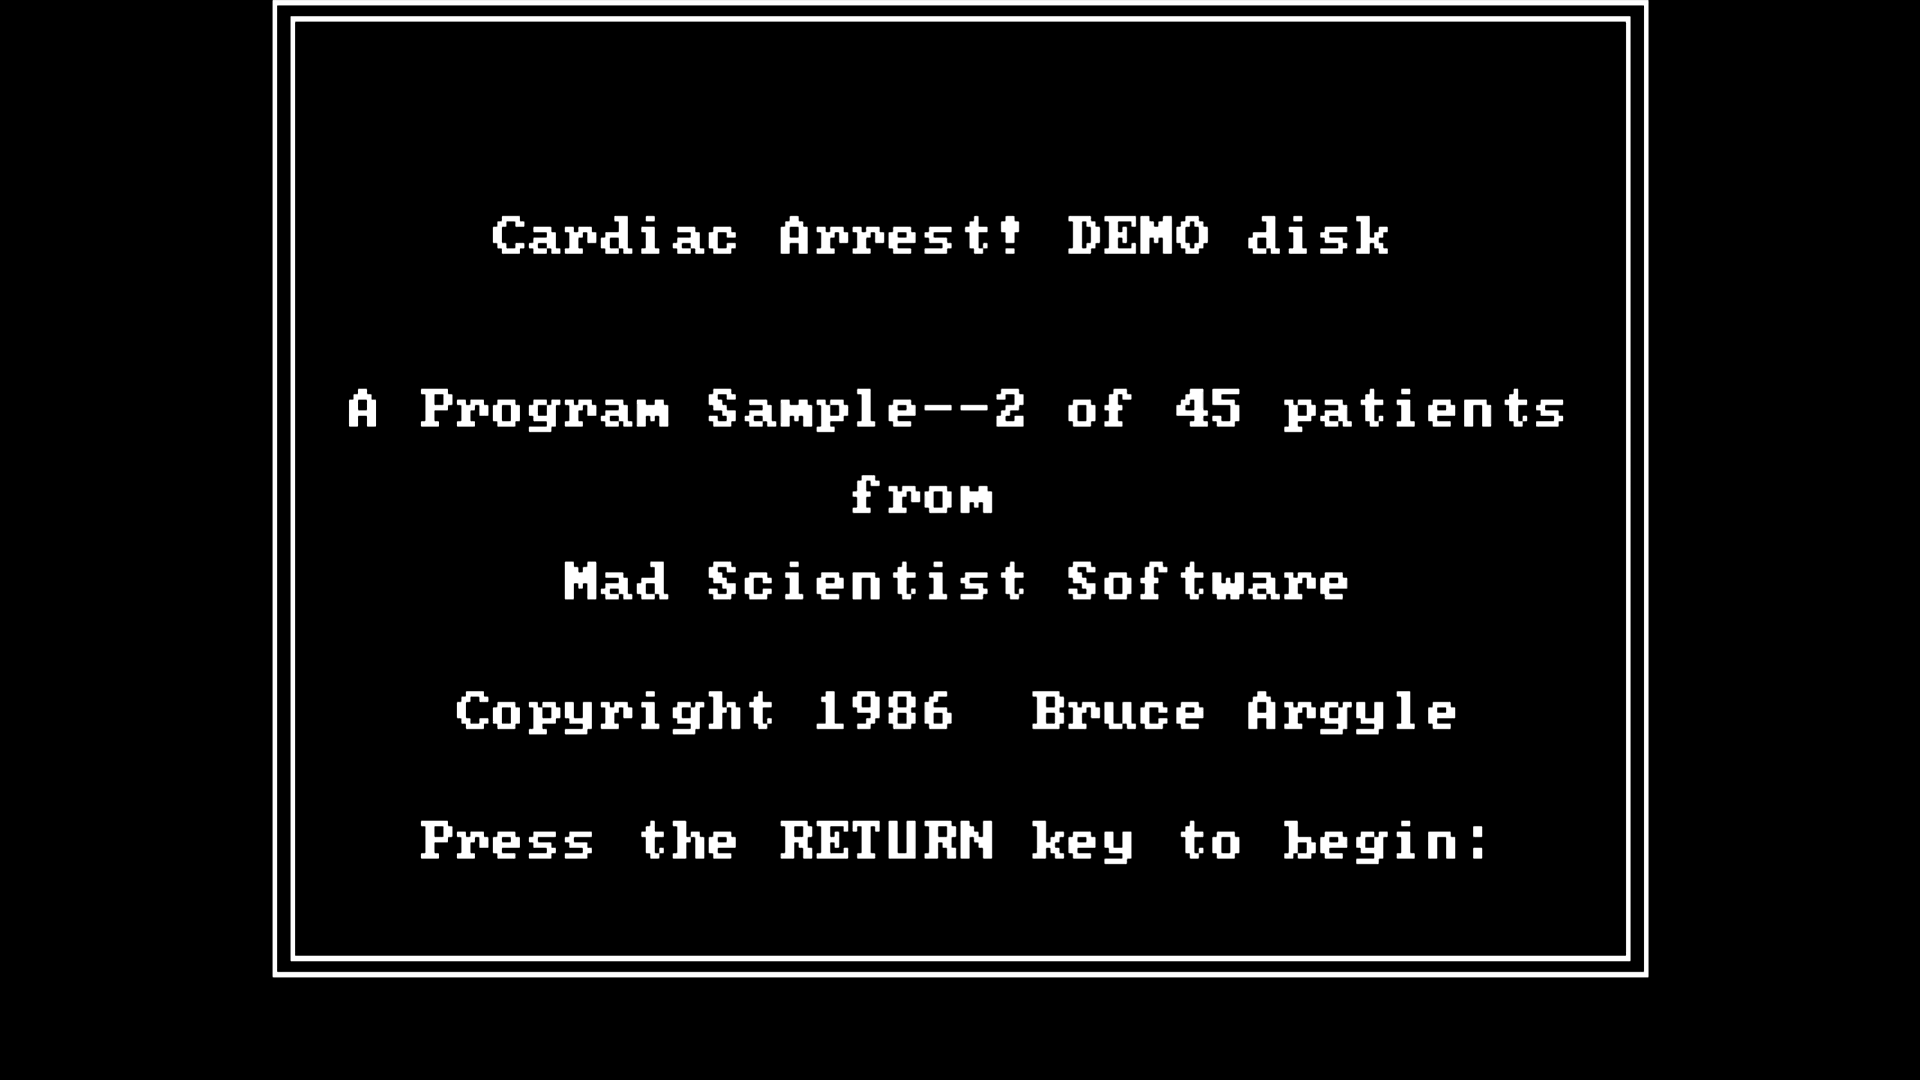 Cardiac Arrest! DEMO disk
A Program Sample--2 of 45 patients
from
Mad Scientist Software
Copyright 1986  Bruce Argyle
Press the RETURN key to begin: